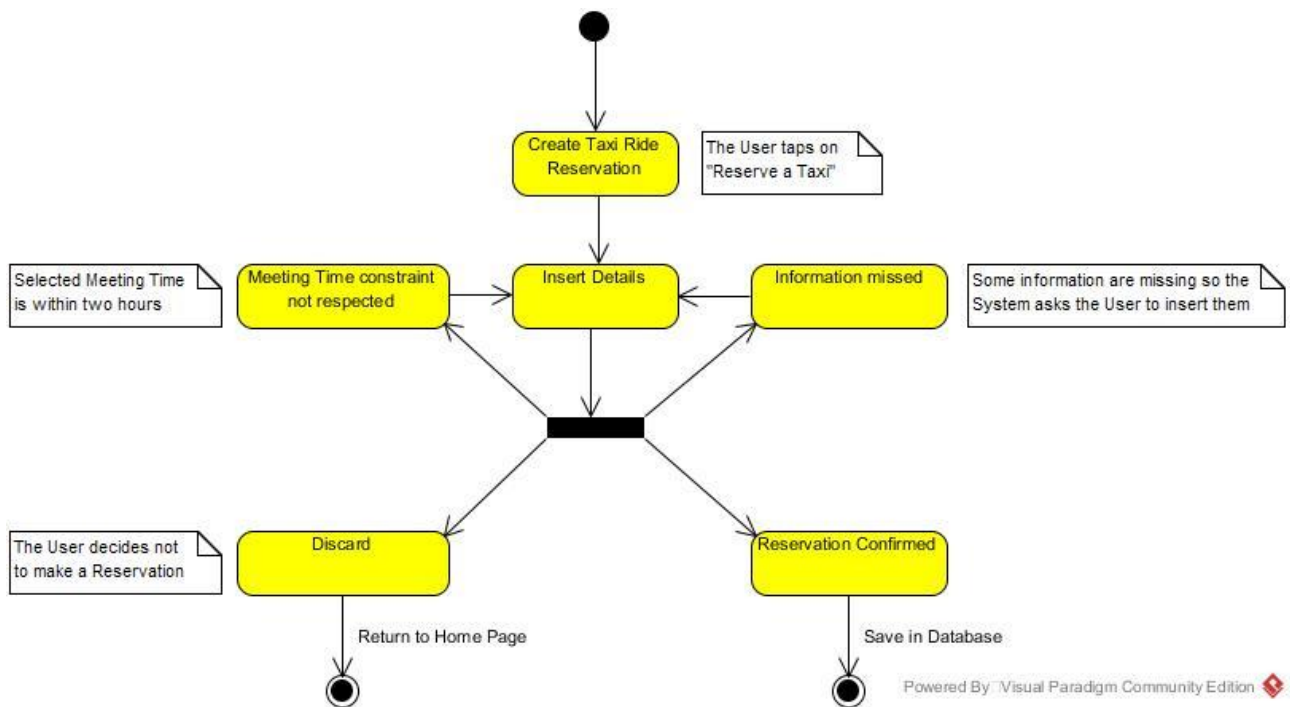 Create Taxi Ride
Reservation
The User taps on
"Reserve a Taxi"
Selected Meeting Time
is within two hours
Meeting Time constraint
not respected
Insert Details
Information missed
Some information are missing so the
System asks the User to insert them
The User decides not
to make a Reservation
Discard
Reservation Confirmed
Return to Home Page
Save in Database
Powered By Visual Paradigm Community Edition